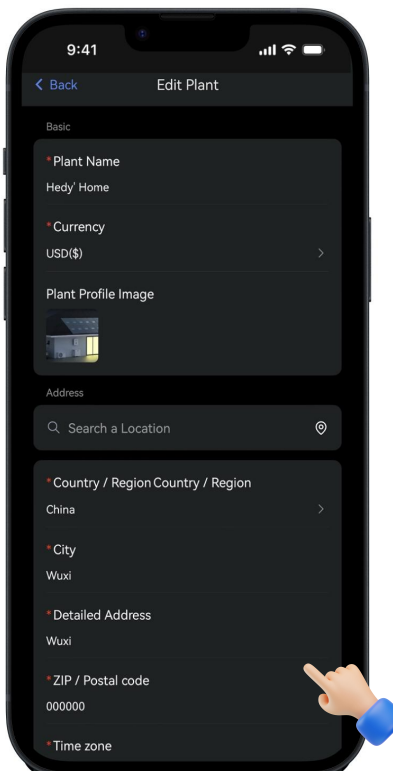 9:41
Back
Edit Plant
Basic
*Plant Name
Hedy' Home
*Currency
USD($)
Plant Profile Image
Address
Search a Location
*Country / Region Country / Region
China
*City
Wuxi
*Detailed Address
Wuxi
*ZIP / Postal code
000000
*Time zone